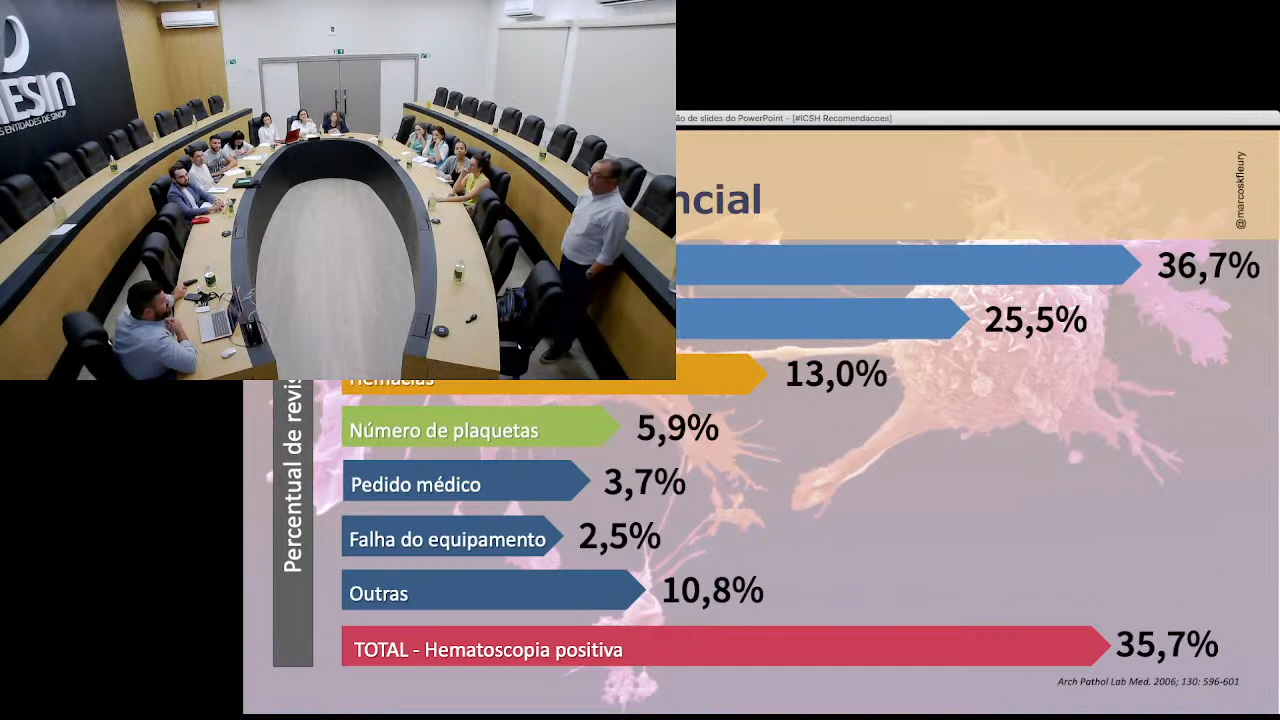 ESIN
S ENTIDADES DE SINOP
ão de slides do PowerPoint - [#ICSH Recomendacoes]
ncial
@marcoskfleury
36,7%
25,5%
Hemácias
13,0%
Número de plaquetas
5,9%
Pedido médico
3,7%
Falha do equipamento
2,5%
Outras
10,8%
TOTAL - Hematoscopia positiva
35,7%
Percentual de revis
Arch Pathol Lab Med. 2006; 130: 596-601